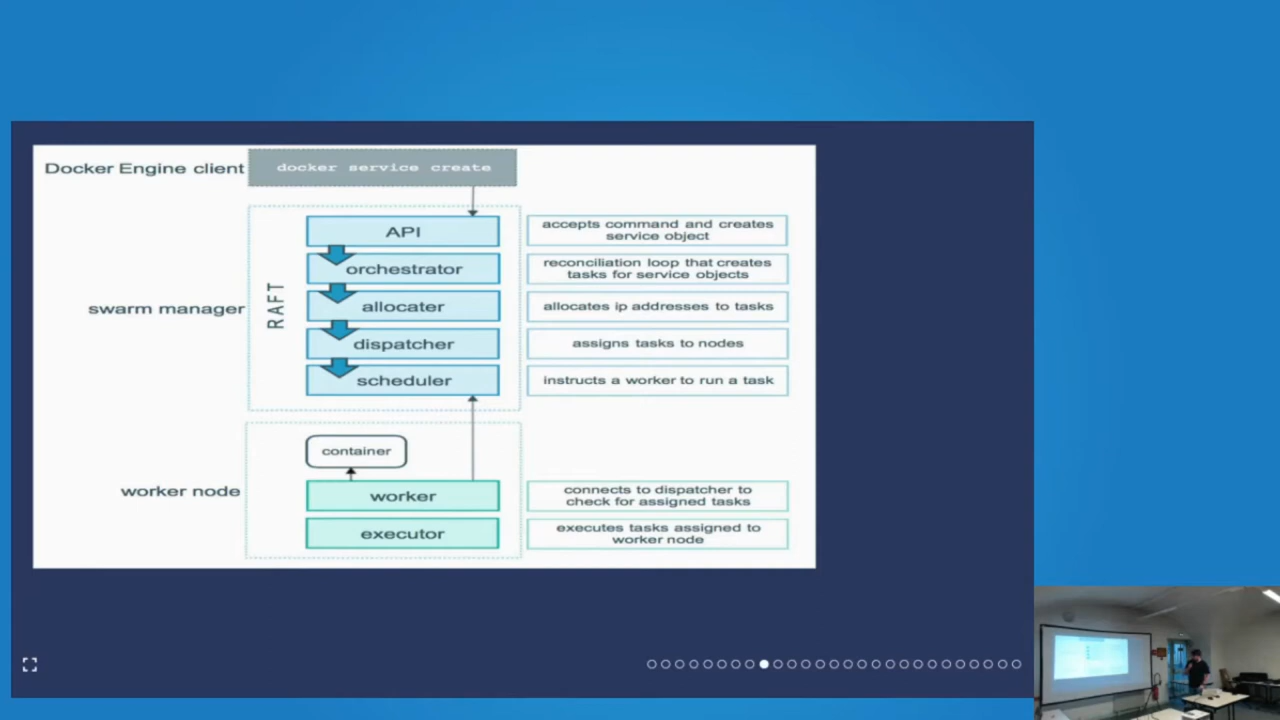 Docker Engine client
docker service create
API
accepts command and creates
service object
orchestrator
reconciliation loop that creates
tasks for service objects
swarm manager
RAFT
allocater
allocates ip addresses to tasks
dispatcher
assigns tasks to nodes
scheduler
instructs a worker to run a task
container
worker node
worker
connects to dispatcher to
check for assigned tasks
executor
executes tasks assigned to
worker node